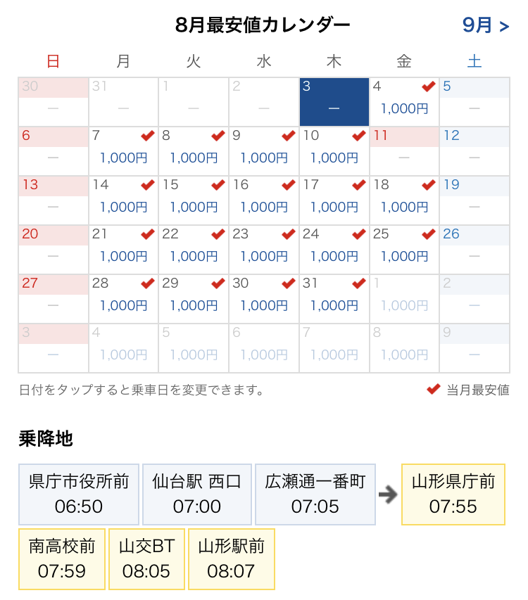 8月最安値カレンダー 9月 >
日 月 火 水 木 金 土
30 31 1 2 3 4 5
— — — — — 1,000円 —
6 7 8 9 10 11 12
— 1,000円 1,000円 1,000円 1,000円 — —
13 14 15 16 17 18 19
— 1,000円 1,000円 1,000円 1,000円 1,000円 —
20 21 22 23 24 25 26
— 1,000円 1,000円 1,000円 1,000円 1,000円 —
27 28 29 30 31 1 2
— 1,000円 1,000円 1,000円 1,000円 1,000円 —
3 4 5 6 7 8 9
— 1,000円 1,000円 1,000円 1,000円 1,000円 —
日付をタップすると乗車日を変更できます。 当月最安値
乗降地
県庁市役所前 仙台駅 西口 広瀬通一番町 山形県庁前
06:50 07:00 07:05 07:55
南高校前 山交BT 山形駅前
07:59 08:05 08:07